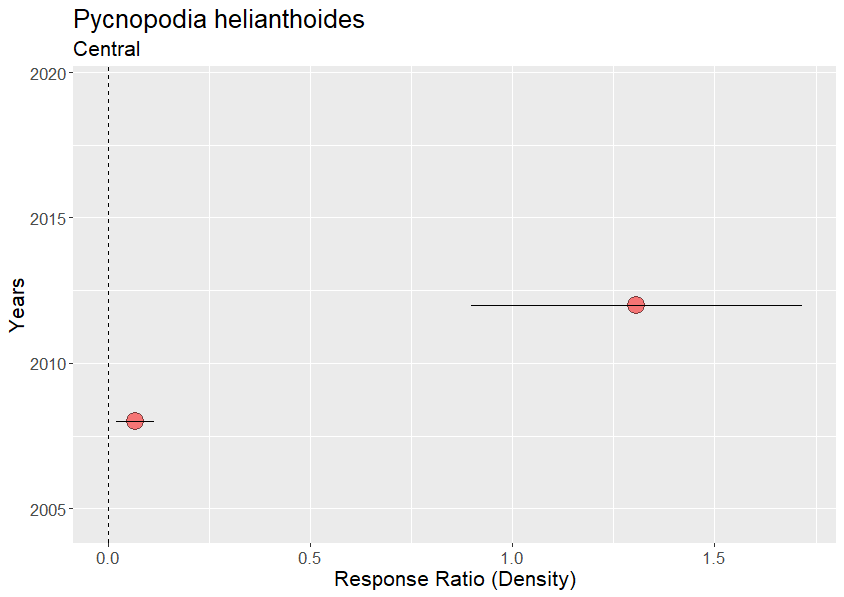 Pycnopodia helianthoides
Central
2020
2015
2010
2005
Years
0.0 0.5 1.0 1.5
Response Ratio (Density)